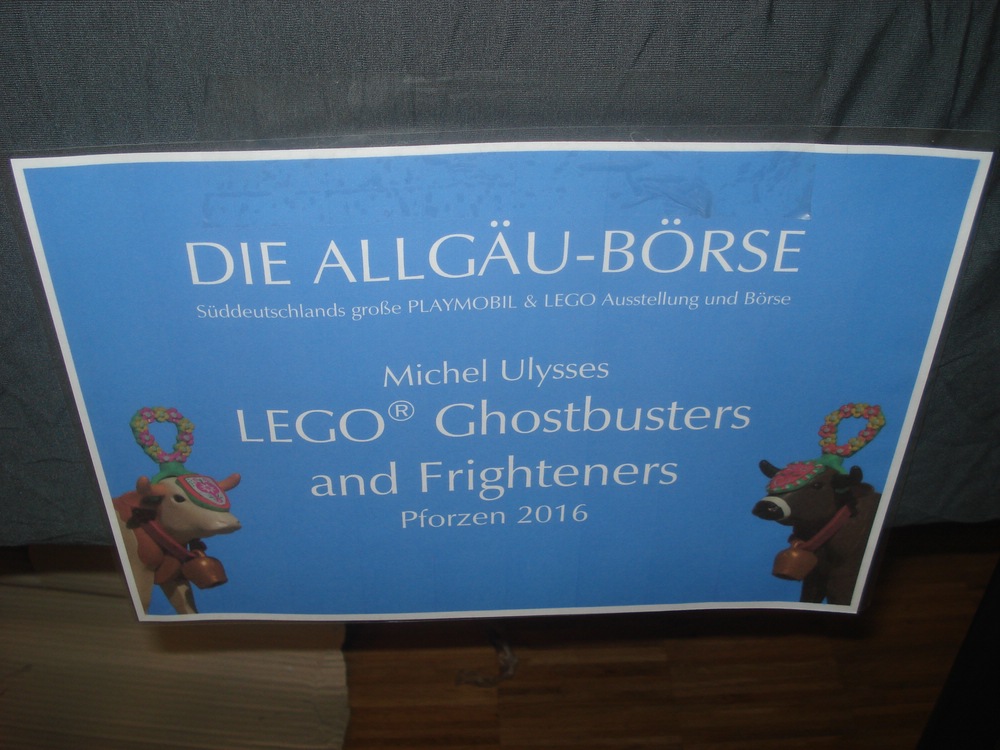 DIE ALLGÄU-BÖRSE
Süddeutschlands große PLAYMOBIL & LEGO Ausstellung und Börse
Michel Ulysses
LEGO® Ghostbusters
and Frighteners
Pforzen 2016